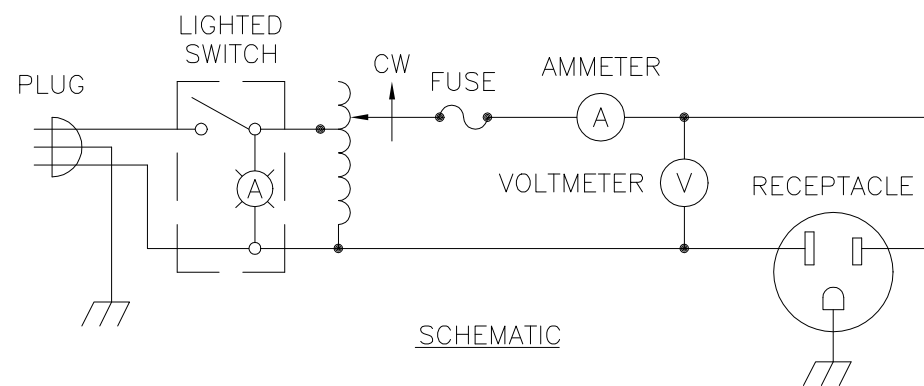 LIGHTED
SWITCH
PLUG
CW
FUSE
AMMETER
A
A
VOLTMETER
V
RECEPTACLE
SCHEMATIC